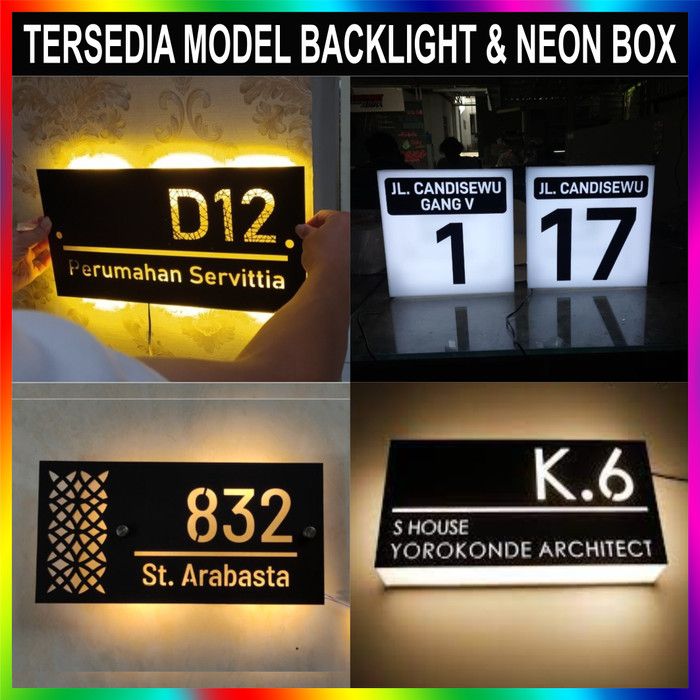 TERSEDIA MODEL BACKLIGHT & NEON BOX
D12
Perumahan Servittia
JL. CANDISEWU
GANG V
1
JL. CANDISEWU
17
832
St. Arabasta
K.6
S HOUSE
YOROKONDE ARCHITECT